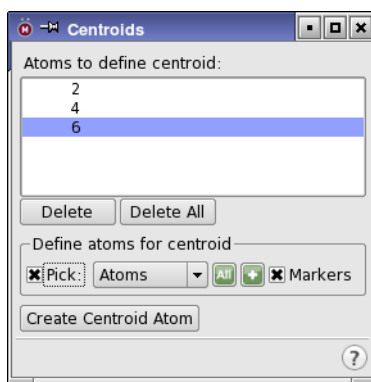 Centroids
Atoms to define centroid:
2
4
6
Delete Delete All
Define atoms for centroid
Pick: Atoms All + Markers
Create Centroid Atom
?